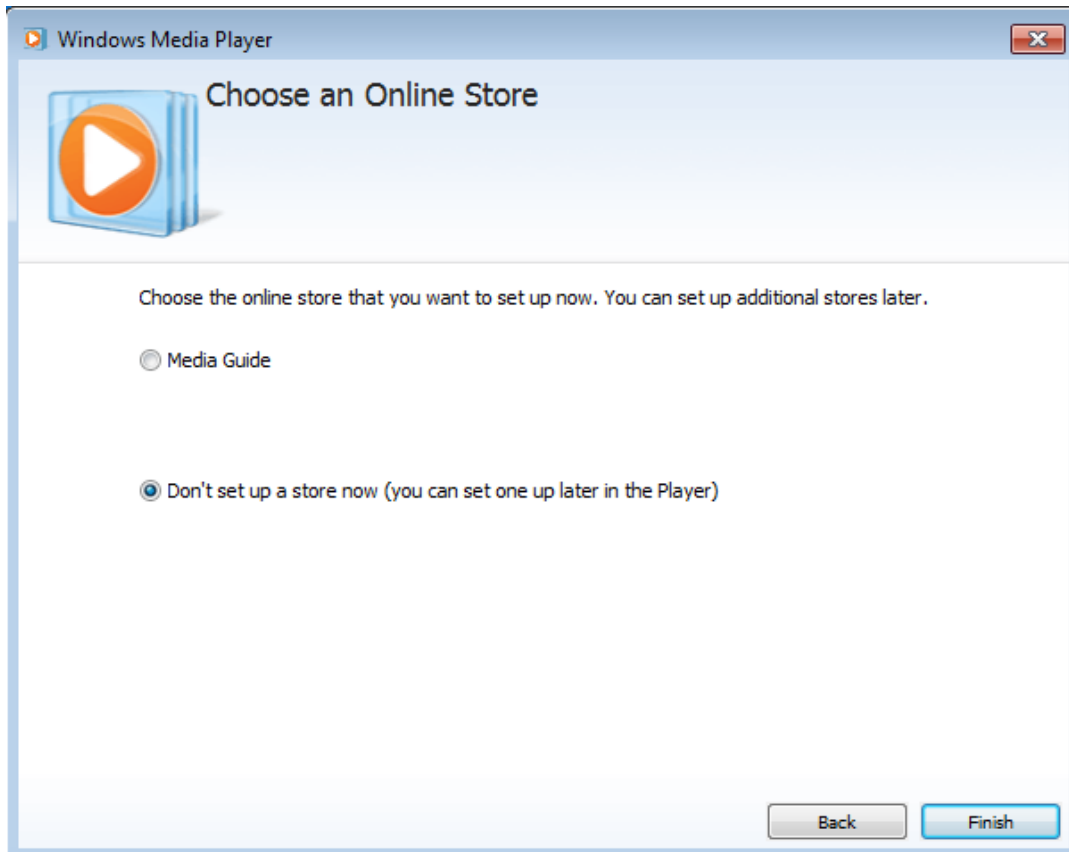 Windows Media Player
Choose an Online Store
Choose the online store that you want to set up now. You can set up additional stores later.
Media Guide
Don't set up a store now (you can set one up later in the Player)
Back
Finish